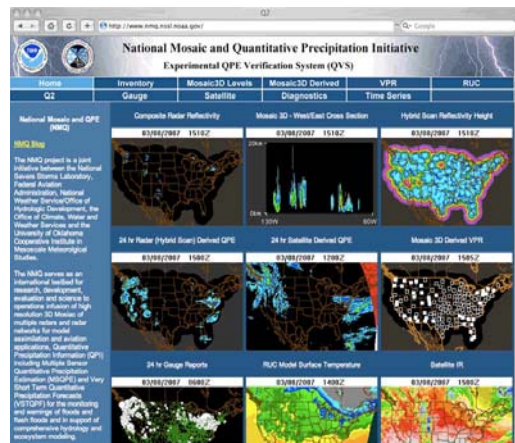 Q2
http://www.nmq.nssl.noaa.gov/
Google
National Mosaic and Quantitative Precipitation Initiative
Experimental QPE Verification System (QVS)
Home Inventory Mosaic3D Levels Mosaic3D Derived VPR RUC
Q2 Gauge Satellite Diagnostics Time Series
National Mosaic and QPE
(NMQ)
NMQ Blog
The NMQ project is a joint
initiative between the National
Severe Storms Laboratory,
Federal Aviation
Administration, National
Weather Service/Office of
Hydrologic Development, the
Office of Climate, Water and
Weather Services and the
University of Oklahoma
Cooperative Institute in
Mesoscale Meteorolgical
Studies.
The NMQ serves as an
international testbed for
research, development,
evaluation and science to
operations infusion of high
resolution 3D Mosaic of
multiple radars and radar
networks for model
assimilation and aviation
applications, Quantitative
Precipitation Information (QPI)
including Multiple Sensor
Quantitative Precipitation
Estimation (MSQPE) and Very
Short Term Quantitative
Precipitation Forecasts
(VSTQPF) for the monitoring
and warnings of floods and
flash floods and in support of
comprehensive hydrology and
ecosystem modeling.
Composite Radar Reflectivity
03/08/2007 1510Z
Mosaic 3D - West/East Cross Section
03/08/2007 1510Z
20km
0km
130W 60W
Hybrid Scan Reflectivity Height
03/08/2007 1510Z
24 hr Radar (Hybrid Scan) Derived QPE
03/08/2007 1500Z
24 hr Satellite Derived QPE
03/08/2007 1200Z
Mosaic 3D Derived VPR
03/08/2007 1505Z
24 hr Gauge Reports
03/08/2007 0600Z
RUC Model Surface Temperature
03/08/2007 1400Z
Satellite IR
03/08/2007